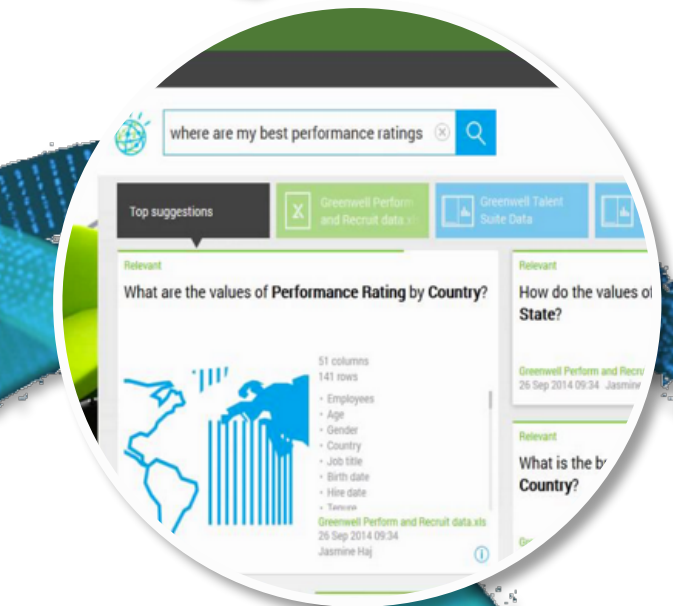 where are my best performance ratings
Top suggestions
Greenwell Perform
and Recruit data.x
Greenwell Talent
Suite Data
Relevant
What are the values of Performance Rating by Country?
51 columns
141 rows
• Employees
• Age
• Gender
• Country
• Job title
• Birth date
• Hire date
• Tenure
Greenwell Perform and Recruit data.xls
26 Sep 2014 09:34
Jasmine Haj
Relevant
How do the values of
State?
Greenwell Perform and Recru
26 Sep 2014 09:34 Jasmine
Relevant
What is the
Country?